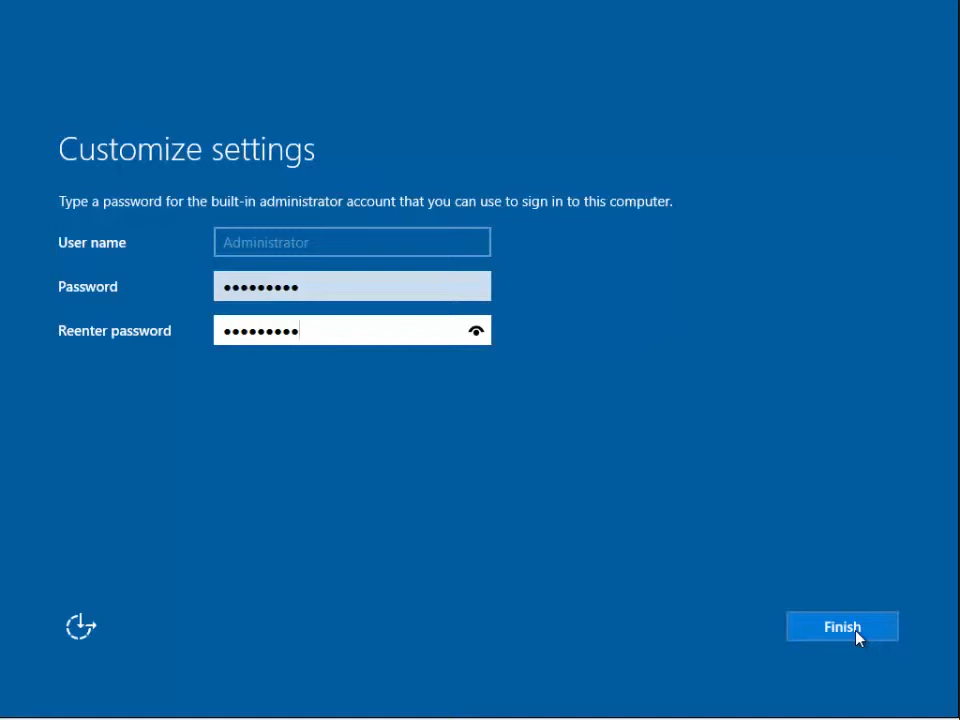 Customize settings
Type a password for the built-in administrator account that you can use to sign in to this computer.
User name
Administrator
Password
•••••••••
Reenter password
•••••••••
Finish